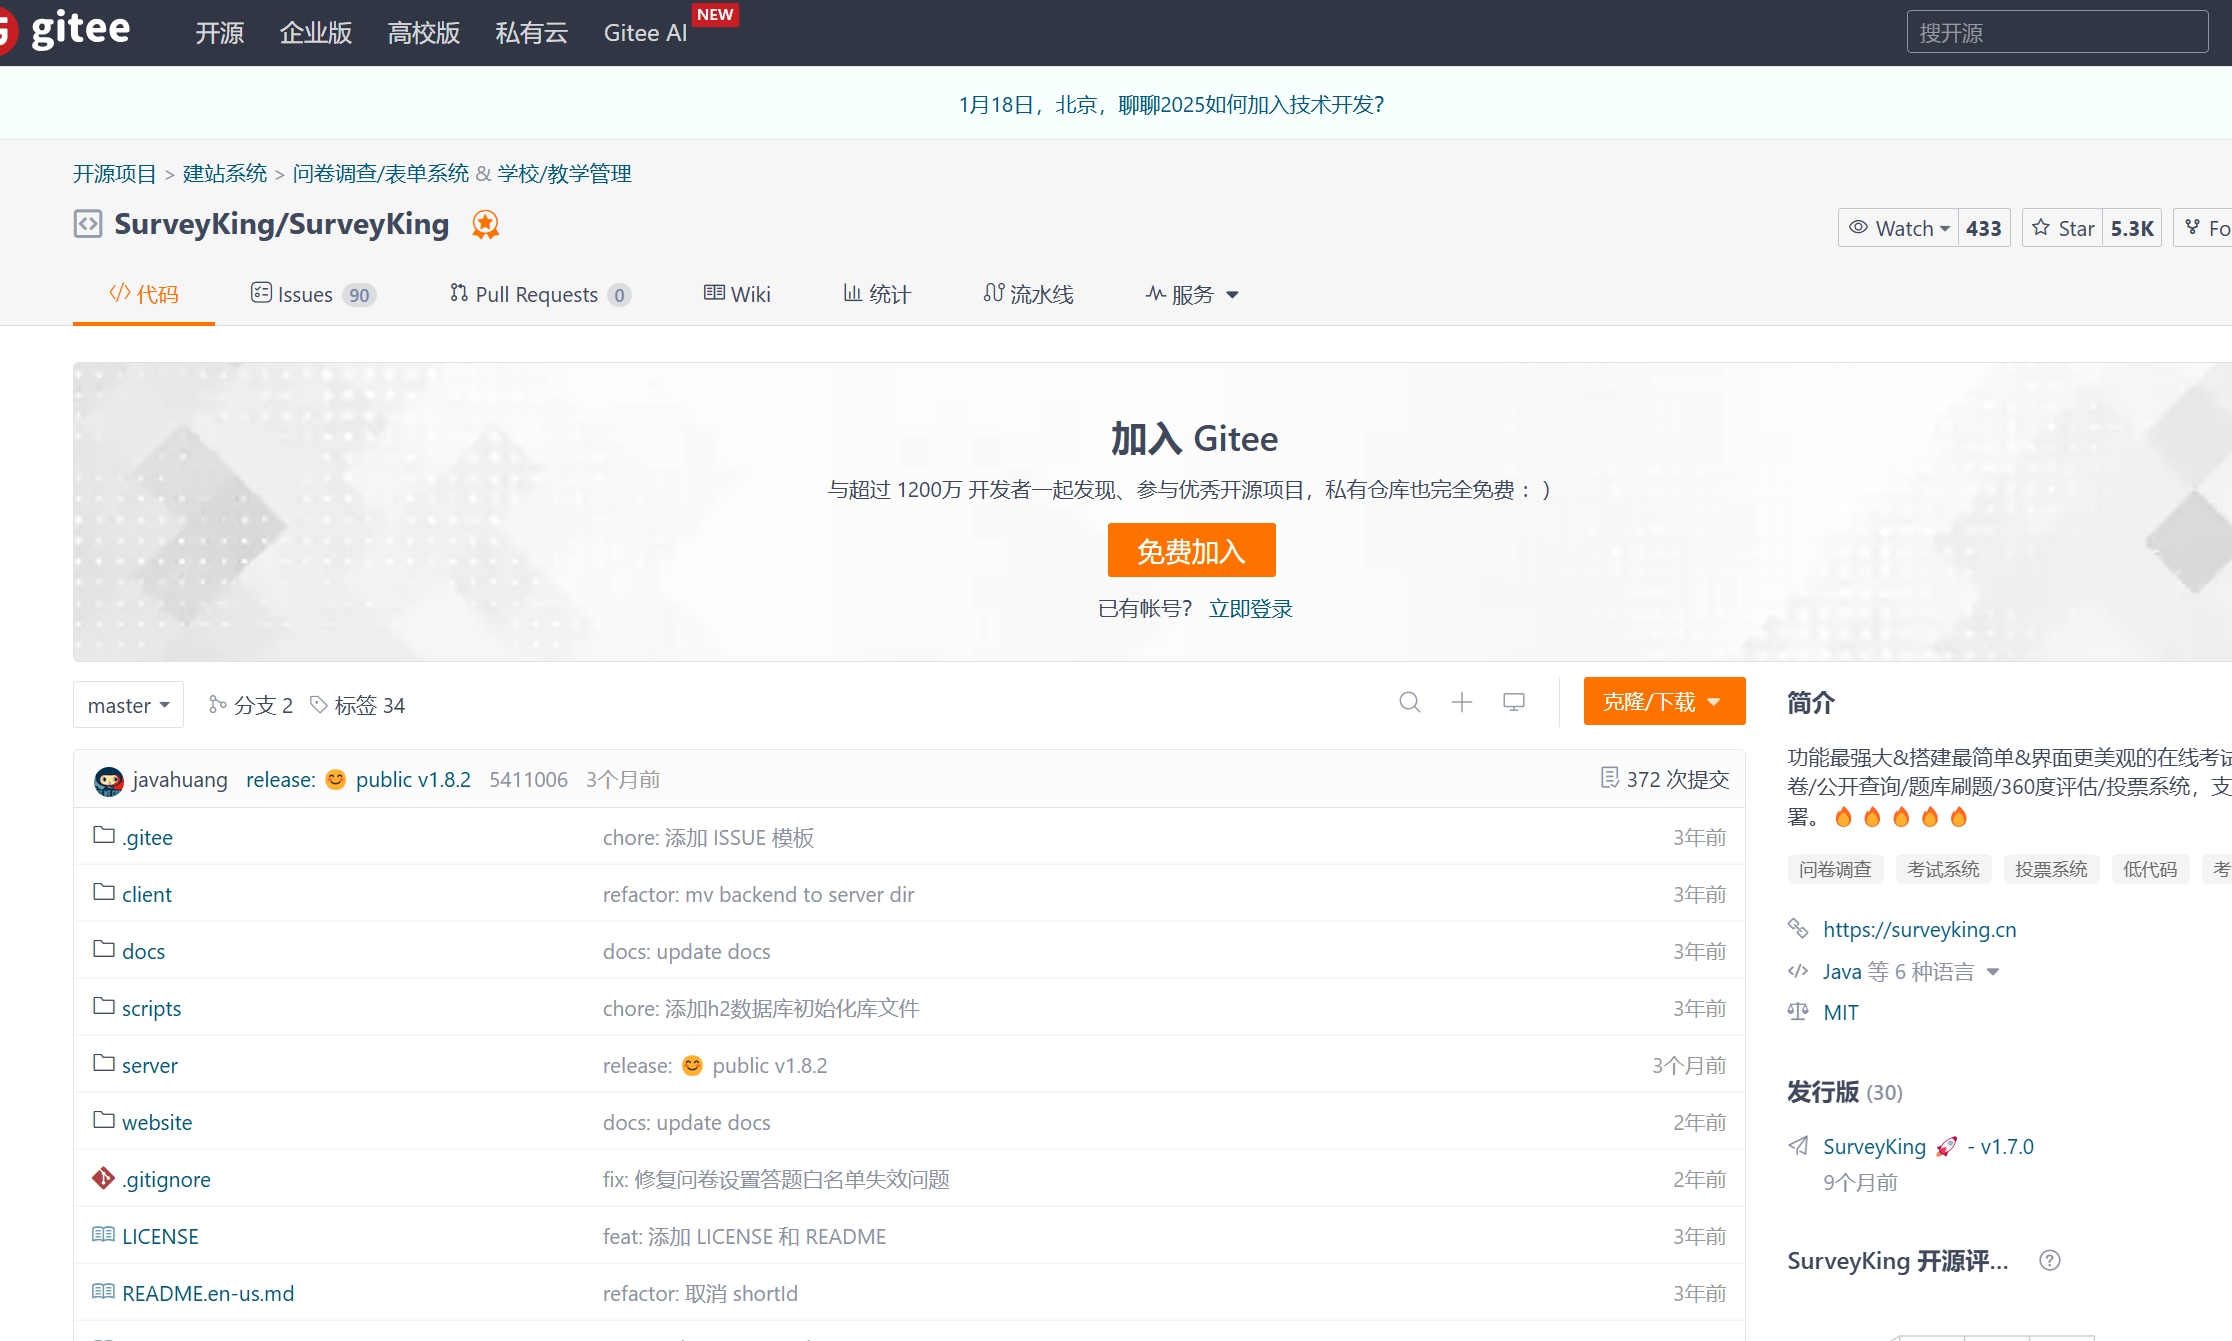 gitee 开源 企业版 高校版 私有云 Gitee AI NEW 搜开源
1月18日，北京，聊聊2025如何加入技术开发？
开源项目 > 建站系统 > 问卷调查/表单系统 & 学校/教学管理
SurveyKing/SurveyKing Watch 433 Star 5.3K Fo
代码 Issues 90 Pull Requests 0 Wiki 统计 流水线 服务
加入 Gitee
与超过 1200万 开发者一起发现、参与优秀开源项目，私有仓库也完全免费：）
免费加入
已有帐号？ 立即登录
master 分支 2 标签 34 克隆/下载
javahuang release: 😊 public v1.8.2 5411006 3个月前 372 次提交
.gitee chore: 添加 ISSUE 模板 3年前
client refactor: mv backend to server dir 3年前
docs docs: update docs 3年前
scripts chore: 添加h2数据库初始化库文件 3年前
server release: 😊 public v1.8.2 3个月前
website docs: update docs 2年前
.gitignore fix: 修复问卷设置答题白名单失效问题 2年前
LICENSE feat: 添加 LICENSE 和 README 3年前
README.en-us.md refactor: 取消 shortId 3年前
简介
功能最强大&搭建最简单&界面更美观的在线考试
卷/公开查询/题库刷题/360度评估/投票系统，支
署。🔥🔥🔥🔥🔥
问卷调查 考试系统 投票系统 低代码 考
https://surveyking.cn
Java 等 6 种语言
MIT
发行版 (30)
SurveyKing 🚀 - v1.7.0
9个月前
SurveyKing 开源评...